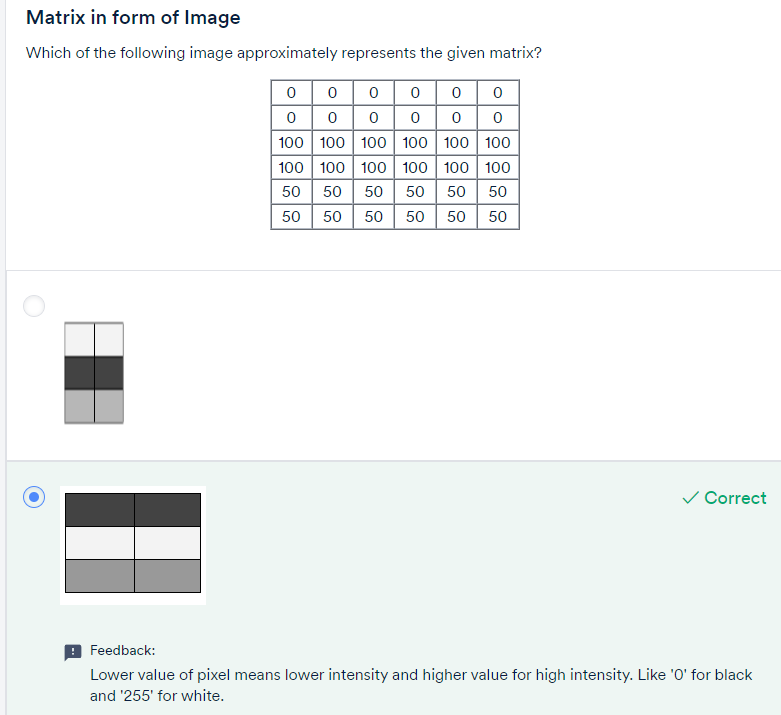 Matrix in form of Image
Which of the following image approximately represents the given matrix?
0 0 0 0 0 0
0 0 0 0 0 0
100 100 100 100 100 100
100 100 100 100 100 100
50 50 50 50 50 50
50 50 50 50 50 50
Correct
Feedback:
Lower value of pixel means lower intensity and higher value for high intensity. Like '0' for black
and '255' for white.